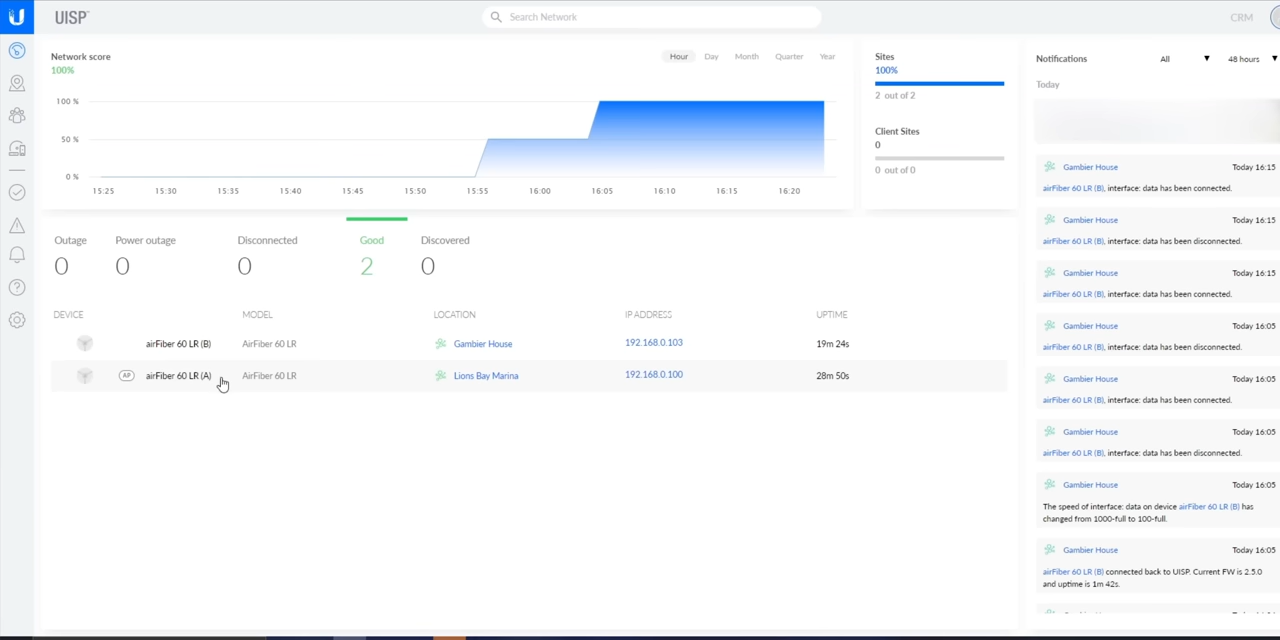 UISP™
Search Network
CRM
Network score
100%
Hour Day Month Quarter Year
100 %
50 %
0 %
15:25 15:30 15:35 15:40 15:45 15:50 15:55 16:00 16:05 16:10 16:15 16:20
Sites
100%
2 out of 2
Client Sites
0
0 out of 0
Outage Power outage Disconnected Good Discovered
0 0 0 2 0
DEVICE MODEL LOCATION IP ADDRESS UPTIME
airFiber 60 LR (B) AirFiber 60 LR Gambier House 192.168.0.103 19m 24s
AP airFiber 60 LR (A) AirFiber 60 LR Lions Bay Marina 192.168.0.100 28m 50s
Notifications All 48 hours
Today
Gambier House Today 16:15
airFiber 60 LR (B), interface: data has been connected.
Gambier House Today 16:15
airFiber 60 LR (B), interface: data has been disconnected.
Gambier House Today 16:15
airFiber 60 LR (B), interface: data has been connected.
Gambier House Today 16:05
airFiber 60 LR (B), interface: data has been disconnected.
Gambier House Today 16:05
airFiber 60 LR (B), interface: data has been connected.
Gambier House Today 16:05
airFiber 60 LR (B), interface: data has been disconnected.
Gambier House Today 16:05
The speed of interface: data on device airFiber 60 LR (B) has
changed from 1000-full to 100-full.
Gambier House Today 16:05
airFiber 60 LR (B) connected back to UISP. Current FW is 2.5.0
and uptime is 1m 42s.